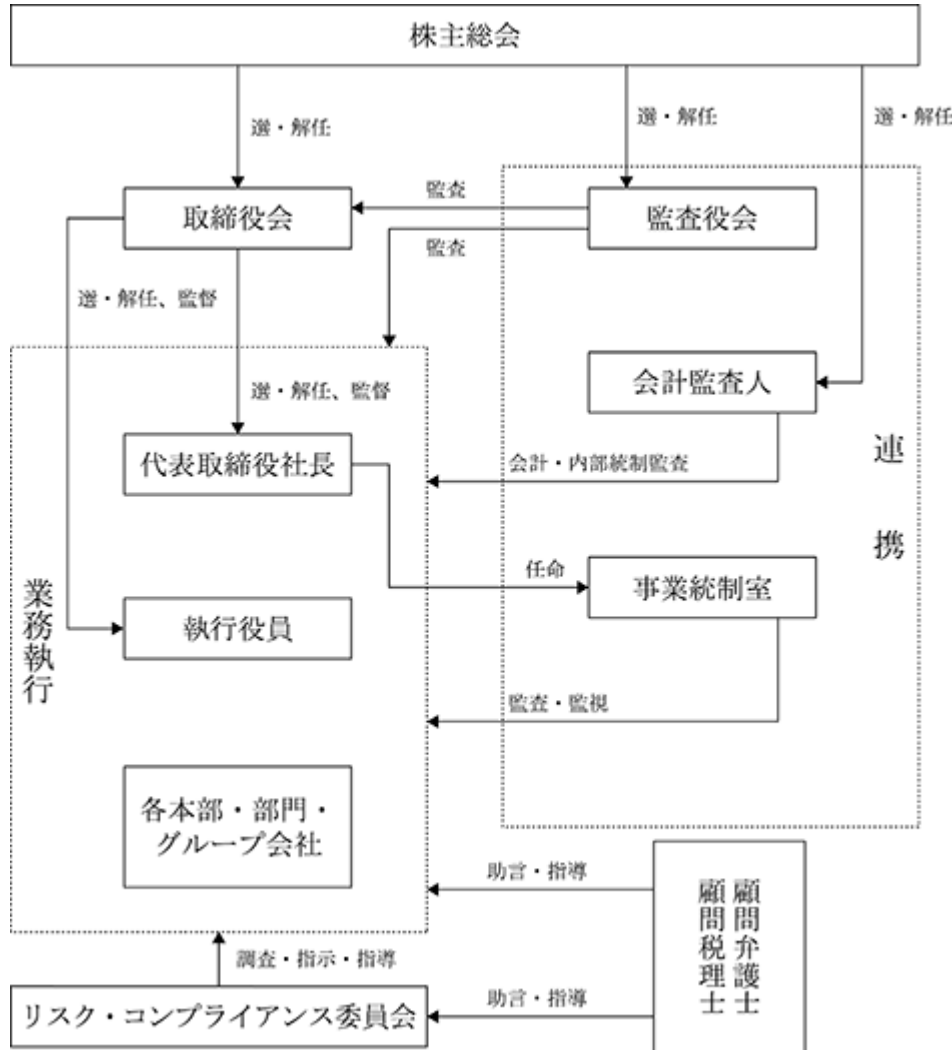 株主総会
選・解任
選・解任
選・解任
監査
取締役会
監査役会
監査
選・解任、監督
選・解任、監督
会計監査人
代表取締役社長
会計・内部統制監査
連携
任命
事業統制室
業務執行
執行役員
監査・監視
各本部・部門・
グループ会社
助言・指導
顧問弁護士
顧問税理士
調査・指示・指導
リスク・コンプライアンス委員会
助言・指導